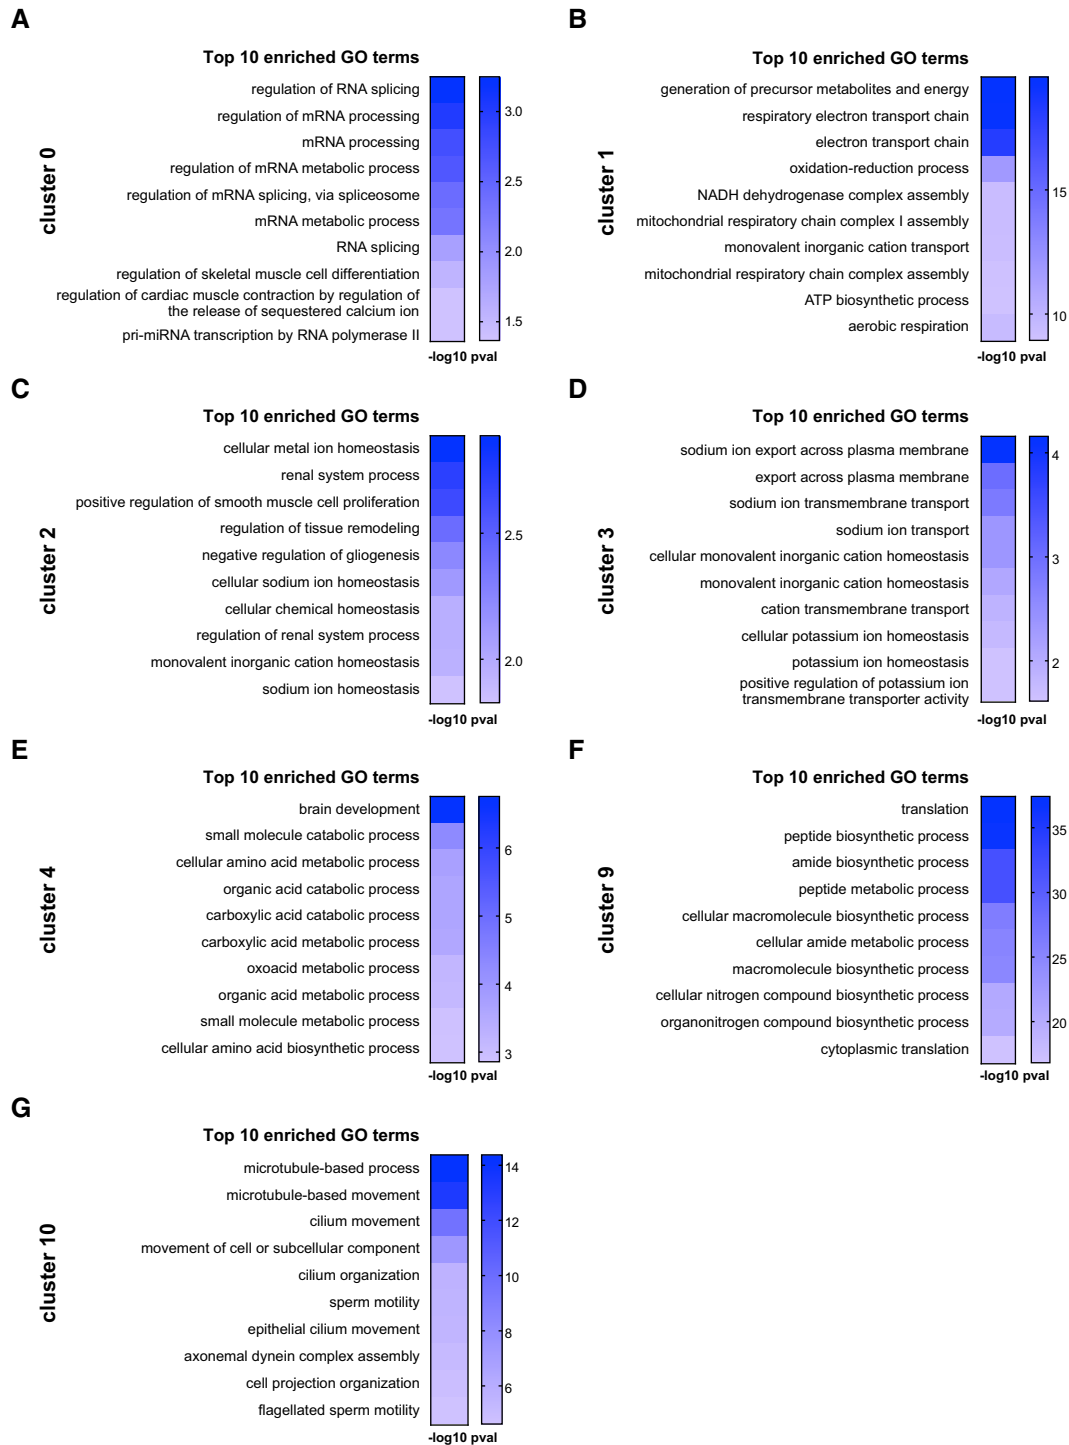 A
Top 10 enriched GO terms
cluster 0
regulation of RNA splicing
regulation of mRNA processing
mRNA processing
regulation of mRNA metabolic process
regulation of mRNA splicing, via spliceosome
mRNA metabolic process
RNA splicing
regulation of skeletal muscle cell differentiation
regulation of cardiac muscle contraction by regulation of
the release of sequestered calcium ion
pri-miRNA transcription by RNA polymerase II
3.0
2.5
2.0
1.5
-log10 pval
B
Top 10 enriched GO terms
cluster 1
generation of precursor metabolites and energy
respiratory electron transport chain
electron transport chain
oxidation-reduction process
NADH dehydrogenase complex assembly
mitochondrial respiratory chain complex I assembly
monovalent inorganic cation transport
mitochondrial respiratory chain complex assembly
ATP biosynthetic process
aerobic respiration
15
10
-log10 pval
C
Top 10 enriched GO terms
cluster 2
cellular metal ion homeostasis
renal system process
positive regulation of smooth muscle cell proliferation
regulation of tissue remodeling
negative regulation of gliogenesis
cellular sodium ion homeostasis
cellular chemical homeostasis
regulation of renal system process
monovalent inorganic cation homeostasis
sodium ion homeostasis
2.5
2.0
-log10 pval
D
Top 10 enriched GO terms
cluster 3
sodium ion export across plasma membrane
export across plasma membrane
sodium ion transmembrane transport
sodium ion transport
cellular monovalent inorganic cation homeostasis
monovalent inorganic cation homeostasis
cation transmembrane transport
cellular potassium ion homeostasis
potassium ion homeostasis
positive regulation of potassium ion
transmembrane transporter activity
4
3
2
-log10 pval
E
Top 10 enriched GO terms
cluster 4
brain development
small molecule catabolic process
cellular amino acid metabolic process
organic acid catabolic process
carboxylic acid catabolic process
carboxylic acid metabolic process
oxoacid metabolic process
organic acid metabolic process
small molecule metabolic process
cellular amino acid biosynthetic process
6
5
4
3
-log10 pval
F
Top 10 enriched GO terms
cluster 9
translation
peptide biosynthetic process
amide biosynthetic process
peptide metabolic process
cellular macromolecule biosynthetic process
cellular amide metabolic process
macromolecule biosynthetic process
cellular nitrogen compound biosynthetic process
organonitrogen compound biosynthetic process
cytoplasmic translation
35
30
25
20
-log10 pval
G
Top 10 enriched GO terms
cluster 10
microtubule-based process
microtubule-based movement
cilium movement
movement of cell or subcellular component
cilium organization
sperm motility
epithelial cilium movement
axonemal dynein complex assembly
cell projection organization
flagellated sperm motility
14
12
10
8
6
-log10 pval